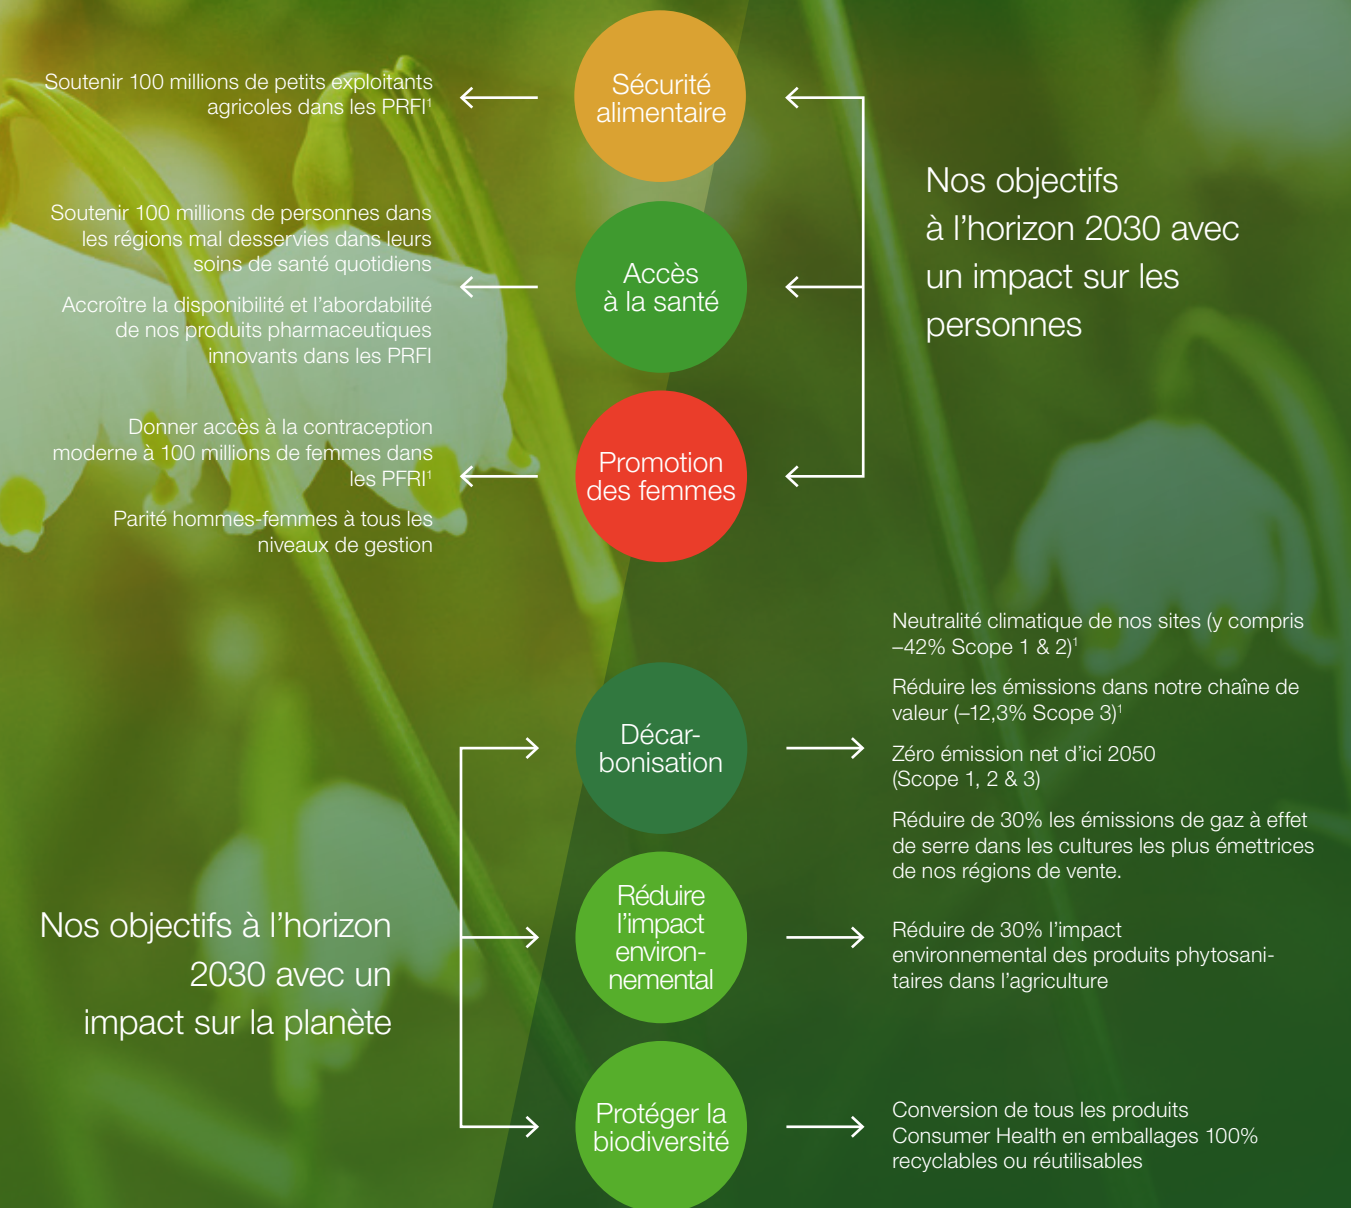 Nos objectifs
à l’horizon 2030 avec
un impact sur les
personnes
Sécurité
alimentaire
Soutenir 100 millions de petits exploitants
agricoles dans les PRFI¹
Accès
à la santé
Soutenir 100 millions de personnes dans
les régions mal desservies dans leurs
soins de santé quotidiens
Accroître la disponibilité et l’abordabilité
de nos produits pharmaceutiques
innovants dans les PRFI
Promotion
des femmes
Donner accès à la contraception
moderne à 100 millions de femmes dans
les PFRI¹
Parité hommes-femmes à tous les
niveaux de gestion
Nos objectifs à l’horizon
2030 avec un
impact sur la planète
Décar-
bonisation
Neutralité climatique de nos sites (y compris
–42% Scope 1 & 2)¹
Réduire les émissions dans notre chaîne de
valeur (–12,3% Scope 3)¹
Zéro émission net d’ici 2050
(Scope 1, 2 & 3)
Réduire de 30% les émissions de gaz à effet
de serre dans les cultures les plus émettrices
de nos régions de vente.
Réduire
l’impact
environ-
nemental
Réduire de 30% l’impact
environnemental des produits phytosani-
taires dans l’agriculture
Protéger la
biodiversité
Conversion de tous les produits
Consumer Health en emballages 100%
recyclables ou réutilisables